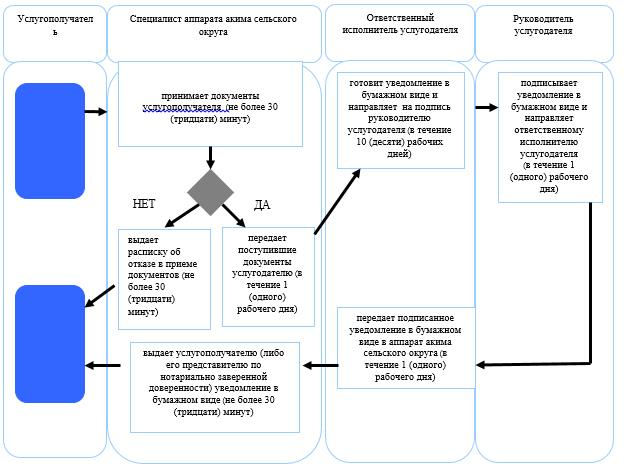 Услугополучател
ь
Специалист аппарата акима сельского
округа
Ответственный
исполнитель услугодателя
Руководитель
услугодателя
принимает документы
услугополучателя (не более 30
(тридцати) минут)
НЕТ
ДА
выдает
расписку об
отказе в приеме
документов (не
более 30
(тридцати)
минут)
передает
поступившие
документы
услугодателю (в
течение 1
(одного)
рабочего дня)
готовит уведомление в
бумажном виде и
направляет на подпись
руководителю
услугодателя (в течение
10 (десяти) рабочих
дней)
подписывает
уведомление в
бумажном виде и
направляет
ответственному
исполнителю
услугодателя
(в течение 1
(одного) рабочего
дня)
передает подписанное
уведомление в бумажном
виде в аппарат акима
сельского округа (в
течение 1 (одного)
рабочего дня)
выдает услугополучателю (либо
его представителю по
нотариально заверенной
доверенности) уведомление в
бумажном виде (не более 30
(тридцати) минут)